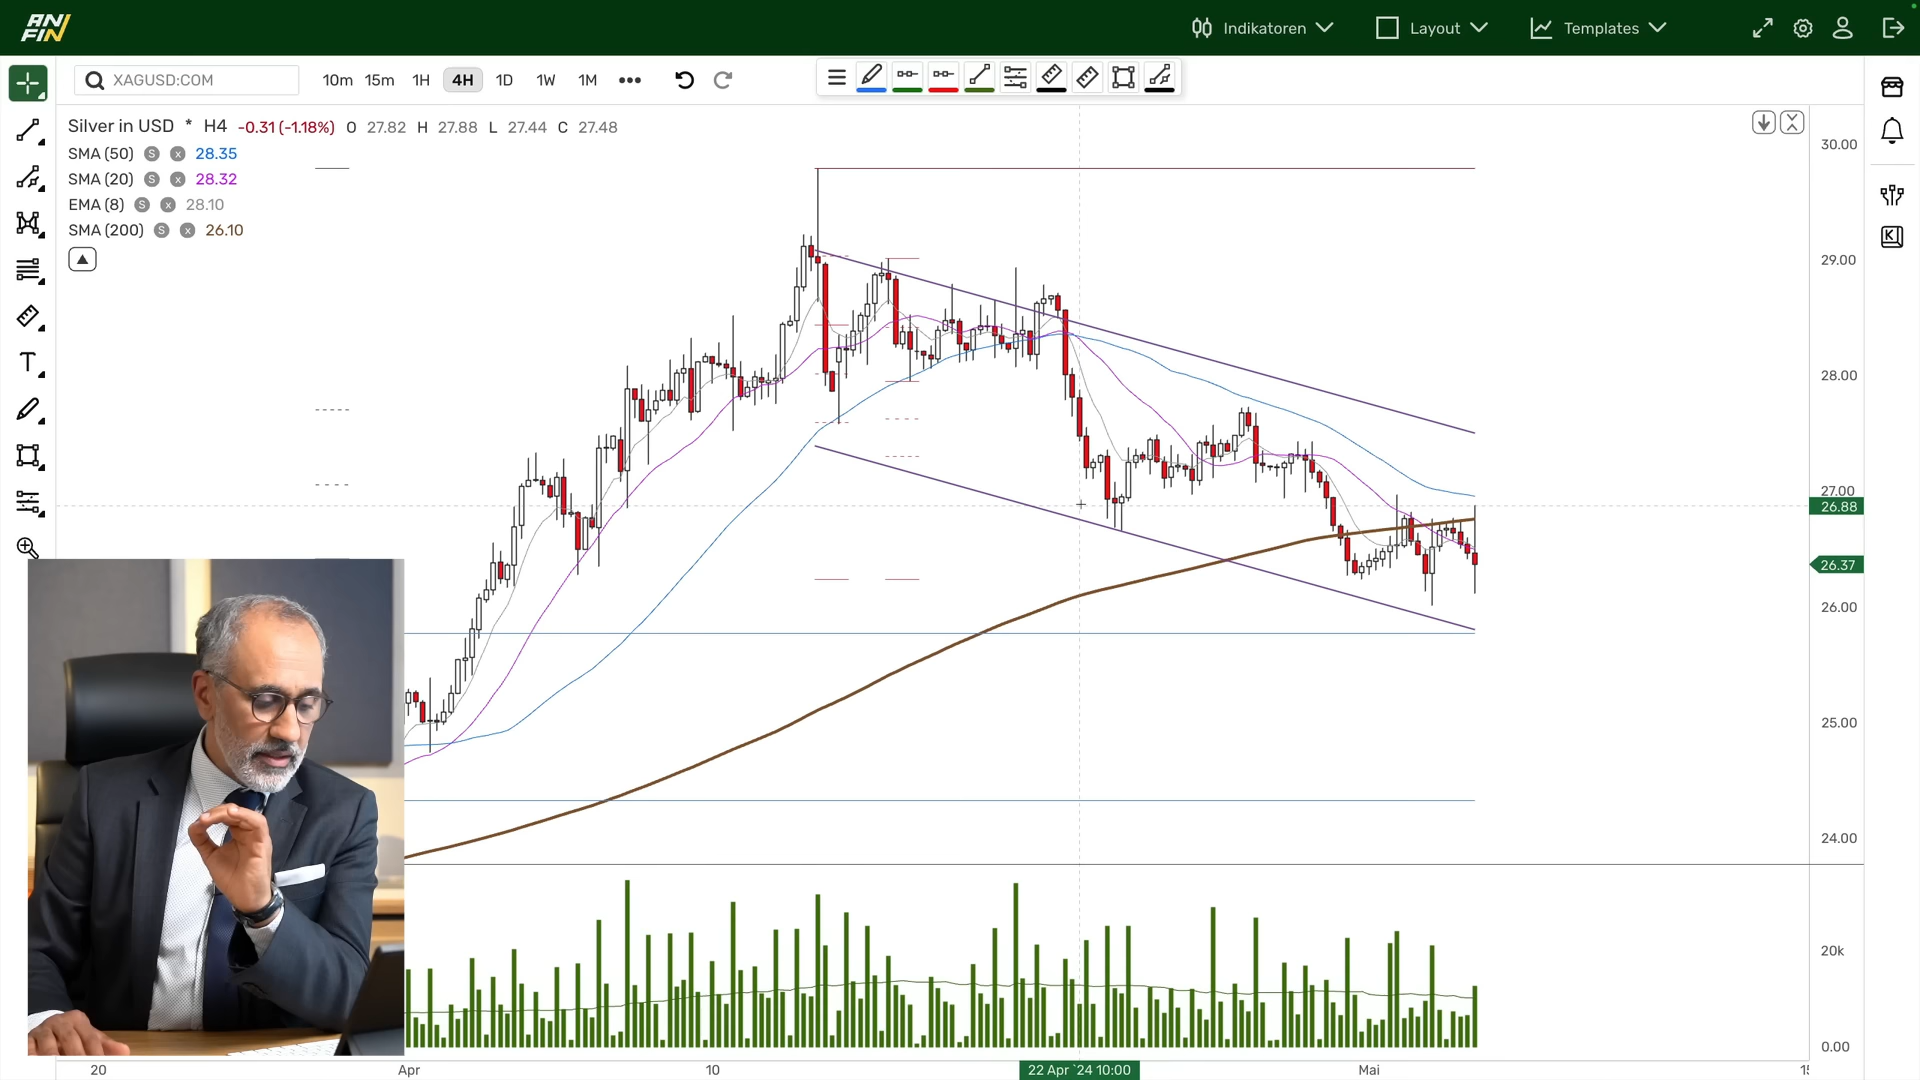 ANFIN
Indikatoren
Layout
Templates
XAGUSD:COM
10m 15m 1H 4H 1D 1W 1M
Silver in USD * H4 -0.31 (-1.18%) O 27.82 H 27.88 L 27.44 C 27.48
SMA (50) S x 28.35
SMA (20) S x 28.32
EMA (8) S x 28.10
SMA (200) S x 26.10
T
K
30.00
29.00
28.00
27.00
26.88
26.37
26.00
25.00
24.00
20k
0.00
20 Apr 10 22 Apr `24 10:00 Mai